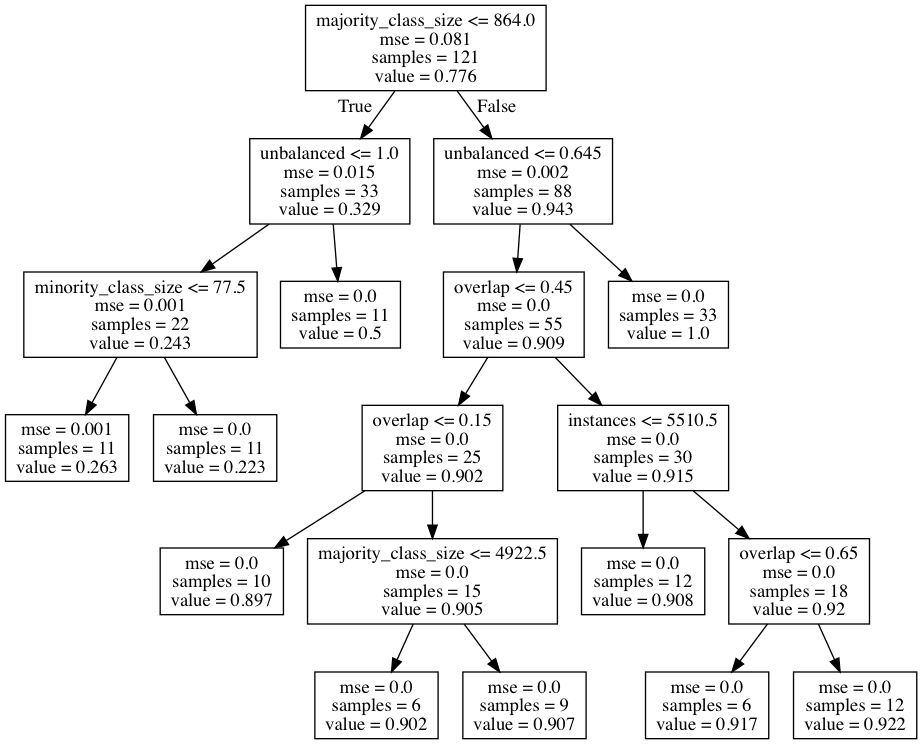 majority_class_size <= 864.0
mse = 0.081
samples = 121
value = 0.776
True
False
unbalanced <= 1.0
mse = 0.015
samples = 33
value = 0.329
unbalanced <= 0.645
mse = 0.002
samples = 88
value = 0.943
minority_class_size <= 77.5
mse = 0.001
samples = 22
value = 0.243
mse = 0.0
samples = 11
value = 0.5
overlap <= 0.45
mse = 0.0
samples = 55
value = 0.909
mse = 0.0
samples = 33
value = 1.0
mse = 0.001
samples = 11
value = 0.263
mse = 0.0
samples = 11
value = 0.223
overlap <= 0.15
mse = 0.0
samples = 25
value = 0.902
instances <= 5510.5
mse = 0.0
samples = 30
value = 0.915
mse = 0.0
samples = 10
value = 0.897
majority_class_size <= 4922.5
mse = 0.0
samples = 15
value = 0.905
mse = 0.0
samples = 12
value = 0.908
overlap <= 0.65
mse = 0.0
samples = 18
value = 0.92
mse = 0.0
samples = 6
value = 0.902
mse = 0.0
samples = 9
value = 0.907
mse = 0.0
samples = 6
value = 0.917
mse = 0.0
samples = 12
value = 0.922